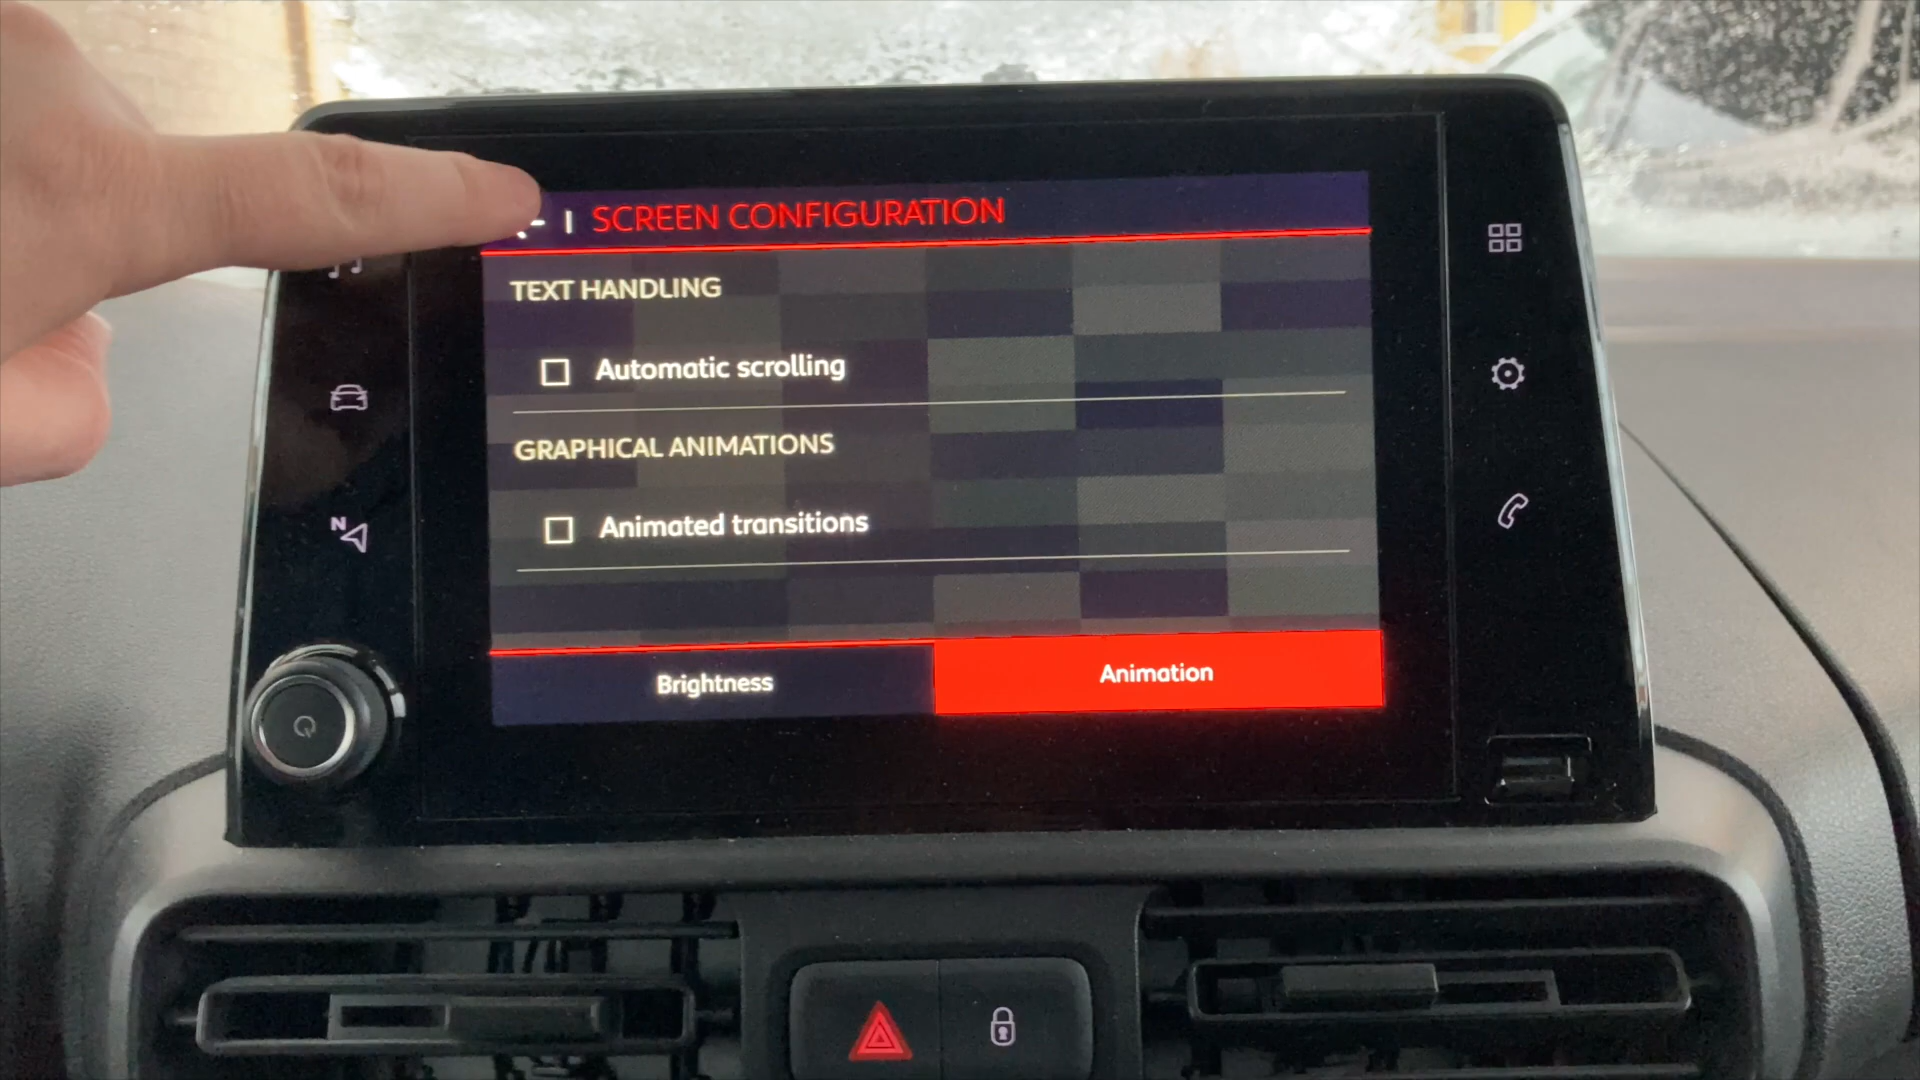 SCREEN CONFIGURATION
TEXT HANDLING
Automatic scrolling
GRAPHICAL ANIMATIONS
Animated transitions
N
Brightness
Animation